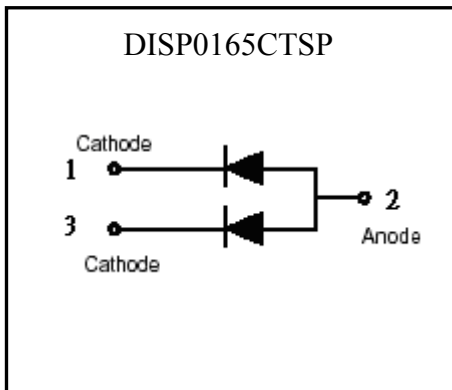 DISP0165CTSP
Cathode
1
2
3
Anode
Cathode